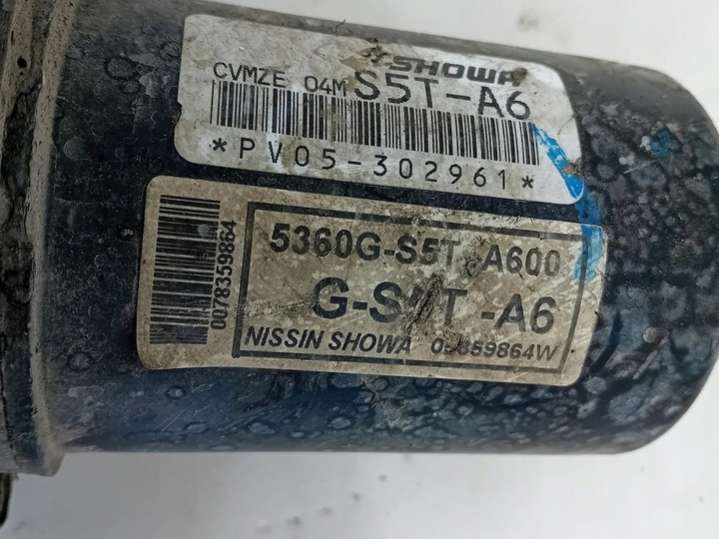 SHOWA
CVMZE 04M S5T-A6
*PV05-302961*
0078359864
5360G-S5T A600
G-S5T -A6
NISSIN SHOWA